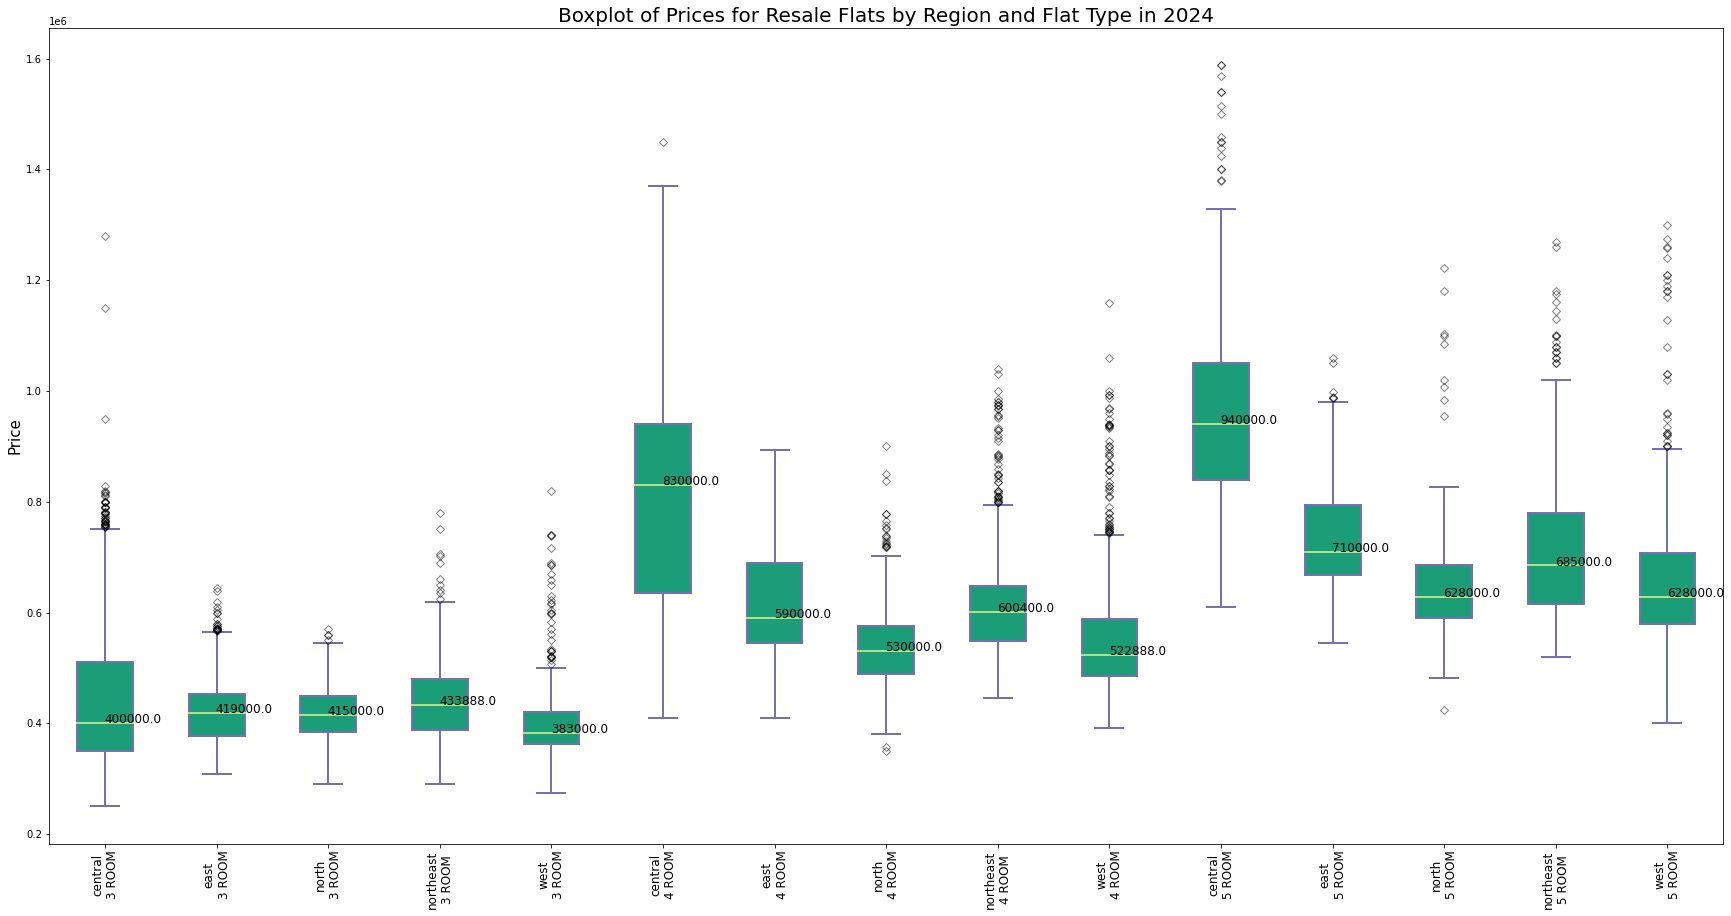 Boxplot of Prices for Resale Flats by Region and Flat Type in 2024
1e6
1.6
1.4
1.2
1.0
0.8
0.6
0.4
0.2
Price
400000.0
419000.0
415000.0
433888.0
383000.0
830000.0
590000.0
530000.0
600400.0
522888.0
940000.0
710000.0
628000.0
685000.0
628000.0
central
3 ROOM
east
3 ROOM
north
3 ROOM
northeast
3 ROOM
west
3 ROOM
central
4 ROOM
east
4 ROOM
north
4 ROOM
northeast
4 ROOM
west
4 ROOM
central
5 ROOM
east
5 ROOM
north
5 ROOM
northeast
5 ROOM
west
5 ROOM